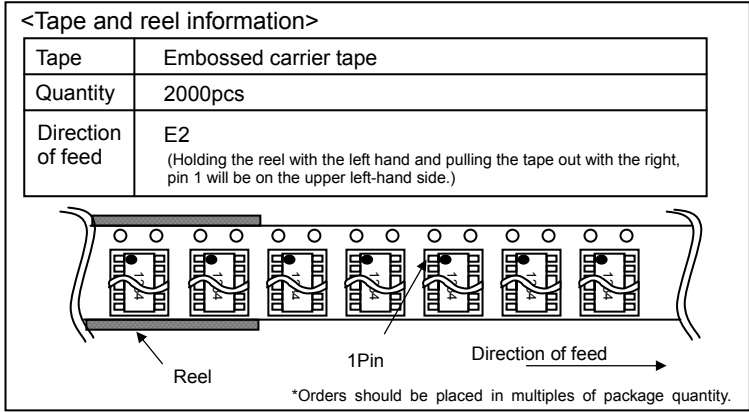 <Tape and reel information>
Tape Embossed carrier tape
Quantity 2000pcs
Direction of feed E2
(Holding the reel with the left hand and pulling the tape out with the right,
pin 1 will be on the upper left-hand side.)
1Pin
Direction of feed
Reel
*Orders should be placed in multiples of package quantity.